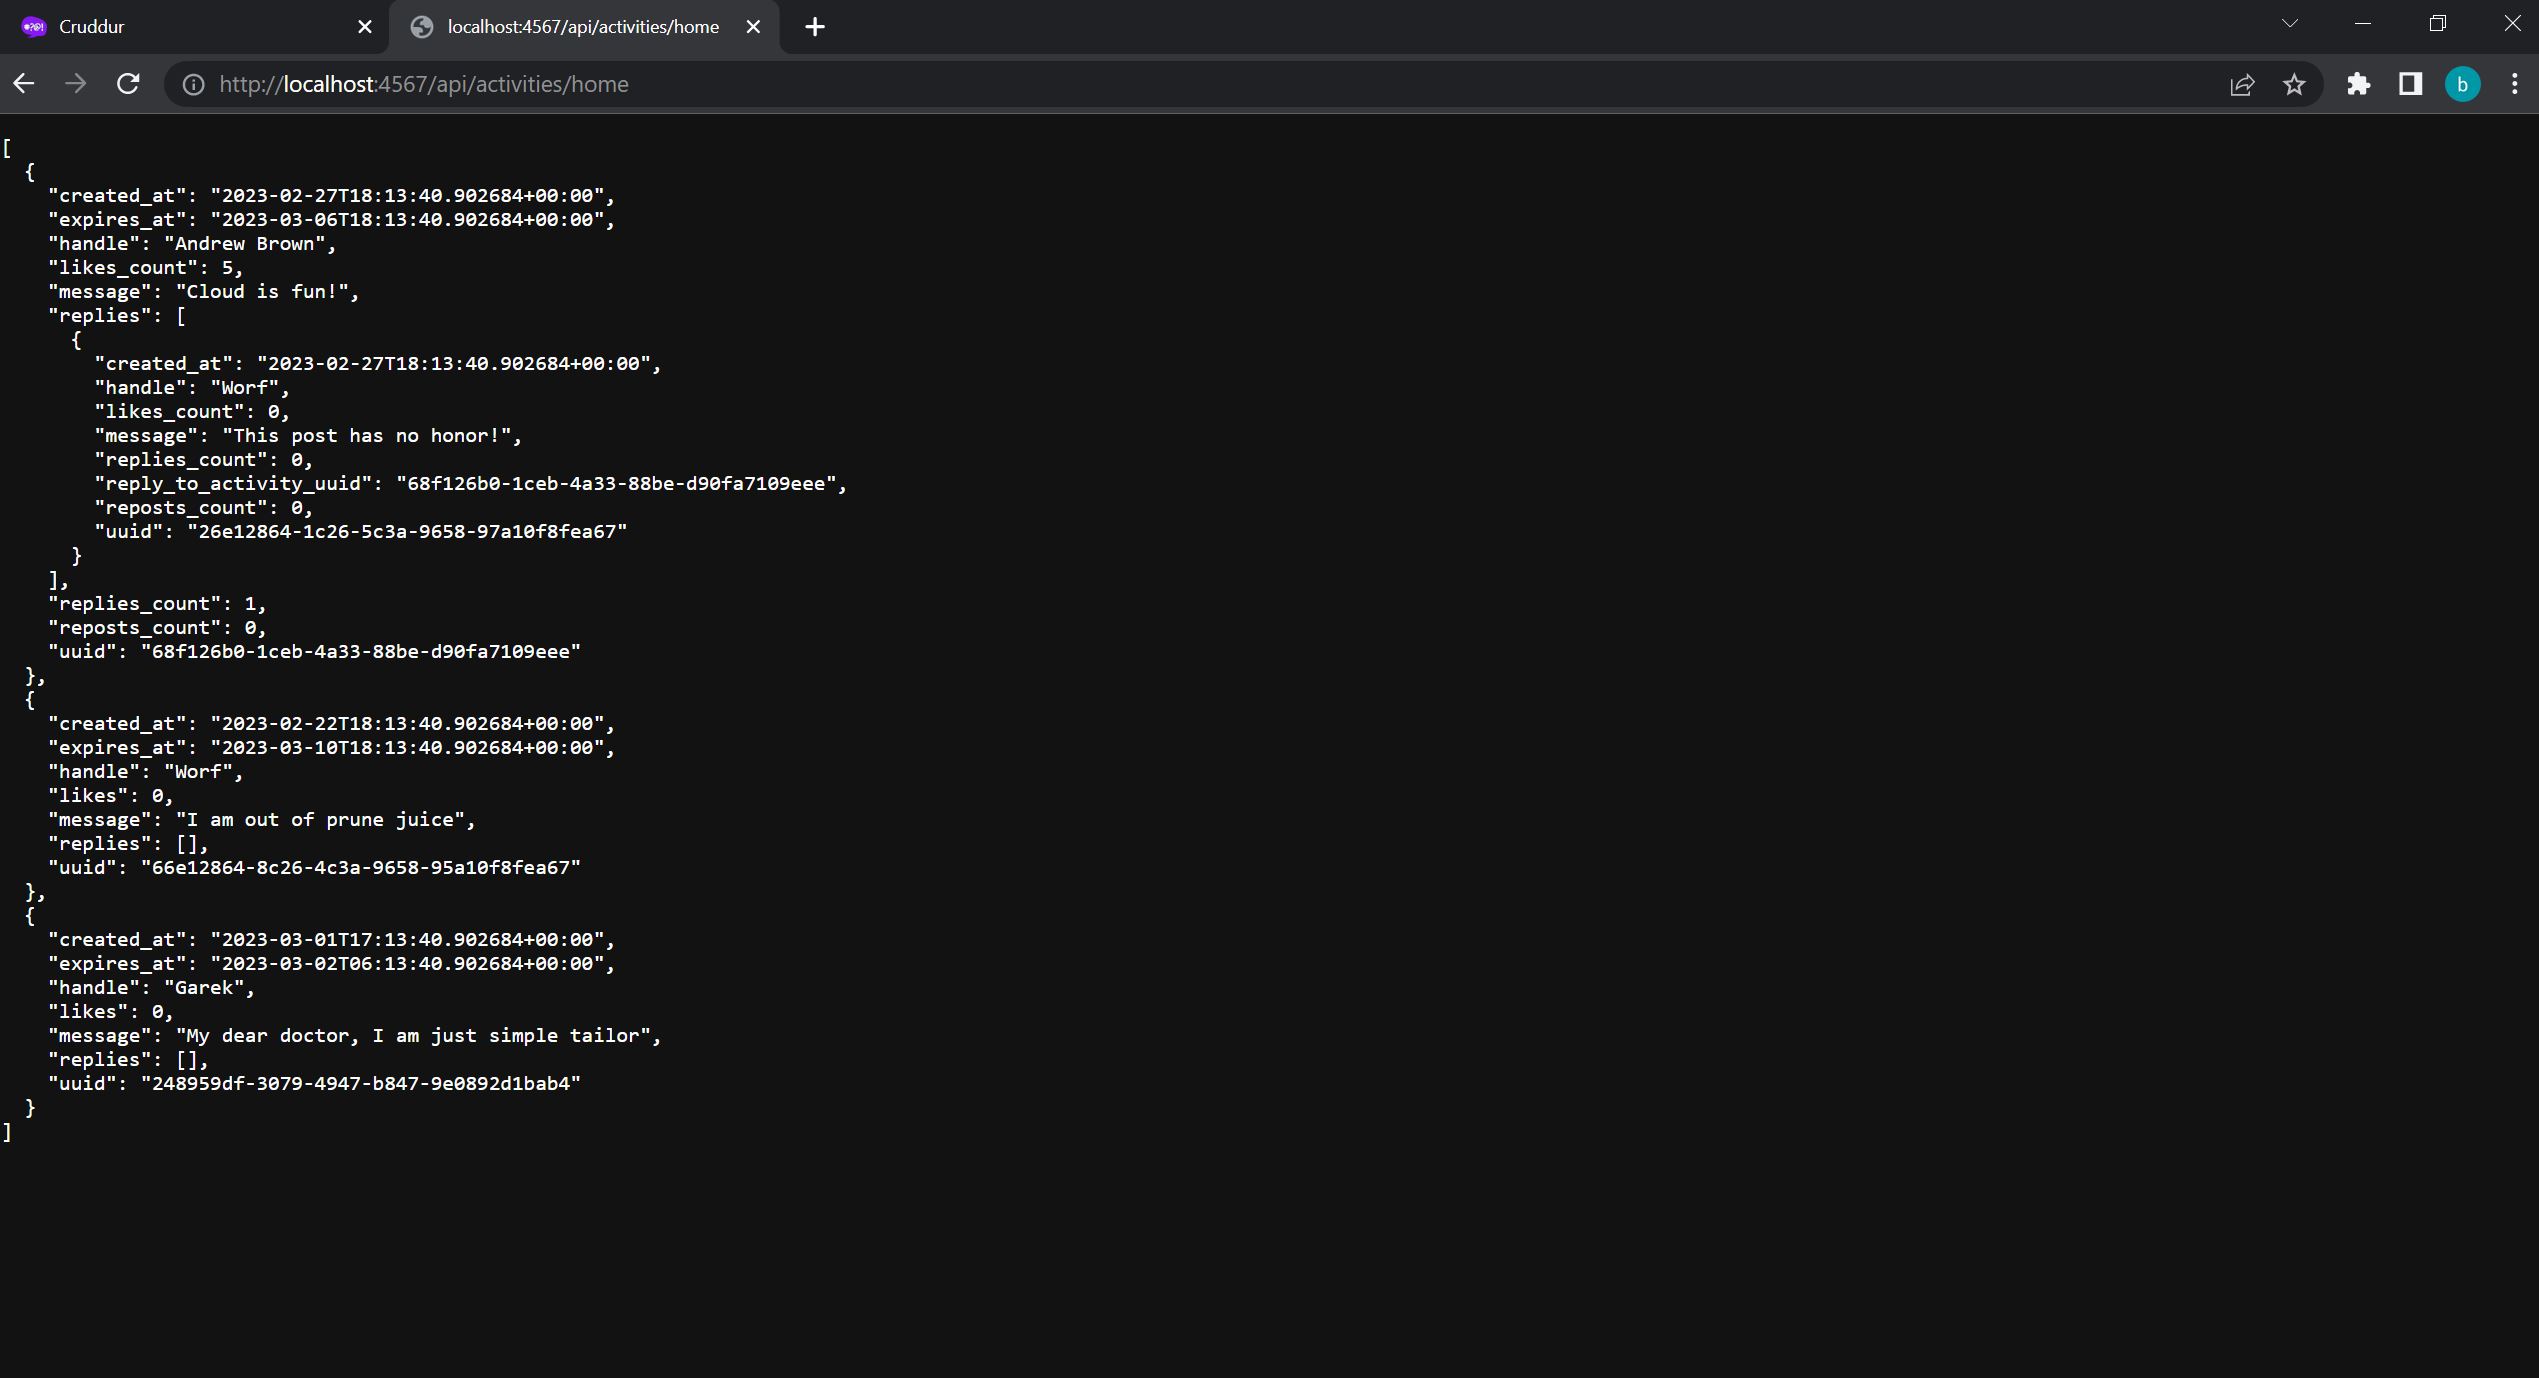 Cruddur
localhost:4567/api/activities/home
http://localhost:4567/api/activities/home
b
[
  {
    "created_at": "2023-02-27T18:13:40.902684+00:00",
    "expires_at": "2023-03-06T18:13:40.902684+00:00",
    "handle": "Andrew Brown",
    "likes_count": 5,
    "message": "Cloud is fun!",
    "replies": [
      {
        "created_at": "2023-02-27T18:13:40.902684+00:00",
        "handle": "Worf",
        "likes_count": 0,
        "message": "This post has no honor!",
        "replies_count": 0,
        "reply_to_activity_uuid": "68f126b0-1ceb-4a33-88be-d90fa7109eee",
        "reposts_count": 0,
        "uuid": "26e12864-1c26-5c3a-9658-97a10f8fea67"
      }
    ],
    "replies_count": 1,
    "reposts_count": 0,
    "uuid": "68f126b0-1ceb-4a33-88be-d90fa7109eee"
  },
  {
    "created_at": "2023-02-22T18:13:40.902684+00:00",
    "expires_at": "2023-03-10T18:13:40.902684+00:00",
    "handle": "Worf",
    "likes": 0,
    "message": "I am out of prune juice",
    "replies": [],
    "uuid": "66e12864-8c26-4c3a-9658-95a10f8fea67"
  },
  {
    "created_at": "2023-03-01T17:13:40.902684+00:00",
    "expires_at": "2023-03-02T06:13:40.902684+00:00",
    "handle": "Garek",
    "likes": 0,
    "message": "My dear doctor, I am just simple tailor",
    "replies": [],
    "uuid": "248959df-3079-4947-b847-9e0892d1bab4"
  }
]